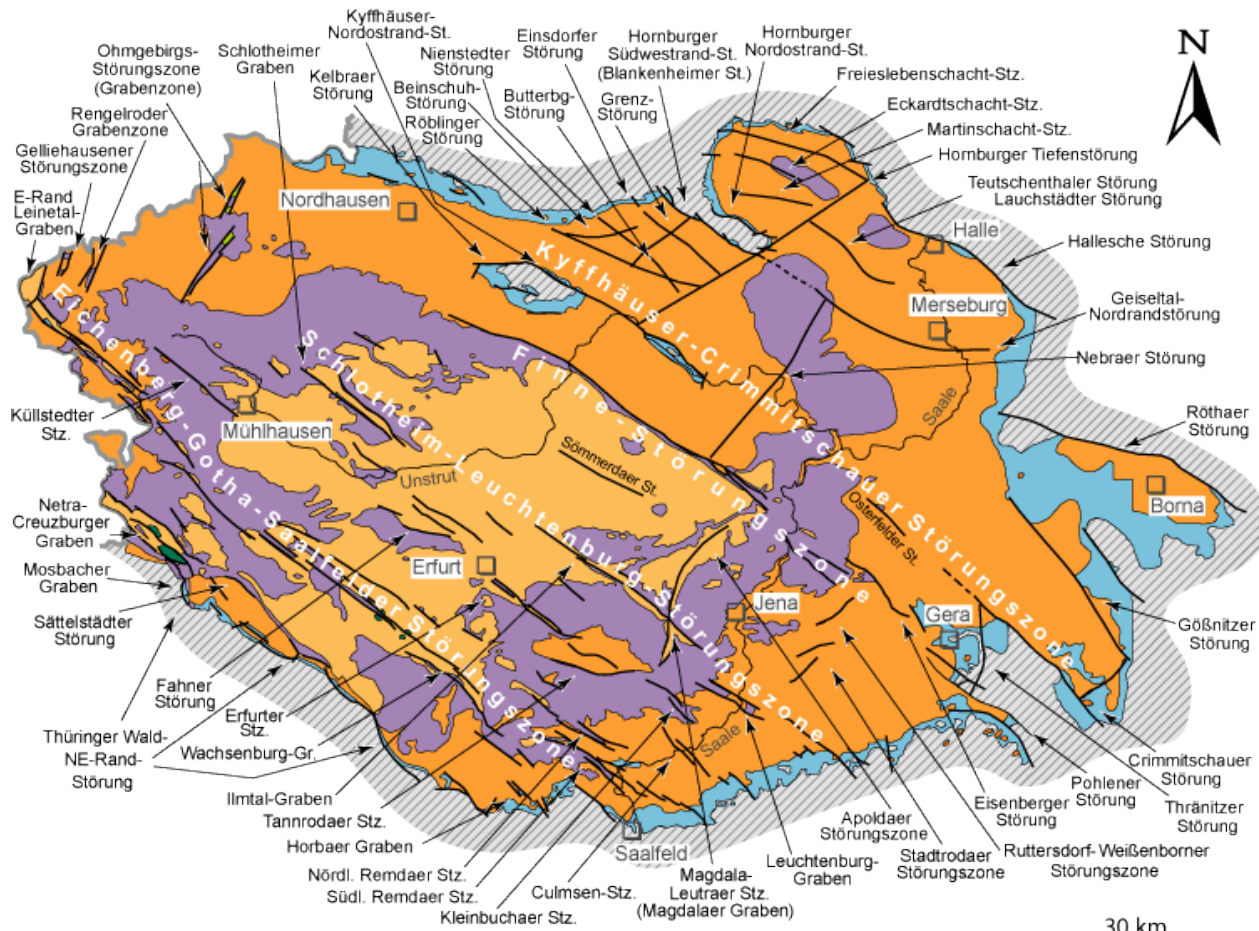 Kyffhäuser-
Nordostrand-St.
Ohmgebirgs-
Störungszone
(Grabenzone)
Schlotheimer
Graben
Kelbraer
Störung
Nienstedter
Störung
Beinschuh-
Störung
Röblinger
Störung
Einsdorfer
Störung
Butterbg-
Störung
Hornburger
Südwestrand-St.
(Blankenheimer St.)
Grenz-
Störung
Hornburger
Nordostrand-St.
Freieslebenschacht-Stz.
Eckardtschacht-Stz.
Martinschacht-Stz.
Hornburger Tiefenstörung
Teutschenthaler Störung
Lauchstädter Störung
N
Rengelroder
Grabenzone
Gelliehausener
Störungszone
E-Rand
Leinetal-
Graben
Nordhausen
Halle
Hallesche Störung
Merseburg
Geiseltal-
Nordrandstörung
Nebraer Störung
Kyffhäuser-Crimmitschauer Störungszone
Finne-Störungszone
Schlotheim-Leuchtenburg-Störungszone
Eichenberg-Gotha-Saalfelder Störungszone
Küllstedter
Stz.
Mühlhausen
Unstrut
Sömmerdaer St.
Saale
Osterfelder St.
Röthaer
Störung
Borna
Netra-
Creuzburger
Graben
Mosbacher
Graben
Sättelstädter
Störung
Erfurt
Jena
Gera
Gößnitzer
Störung
Fahner
Störung
Thüringer Wald-
NE-Rand-
Störung
Erfurter
Stz.
Wachsenburg-Gr.
Ilmtal-Graben
Tannrodaer Stz.
Horbaer Graben
Nördl. Remdaer Stz.
Südl. Remdaer Stz.
Kleinbuchaer Stz.
Saale
Saalfeld
Culmsen-Stz.
Magdala-
Leutraer Stz.
(Magdalaer Graben)
Leuchtenburg-
Graben
Apoldaer
Störungszone
Stadtrodaer
Störungszone
Ruttersdorf-Weißenborner
Störungszone
Eisenberger
Störung
Pohlener
Störung
Thränitzer
Störung
Crimmitschauer
Störung
30 km